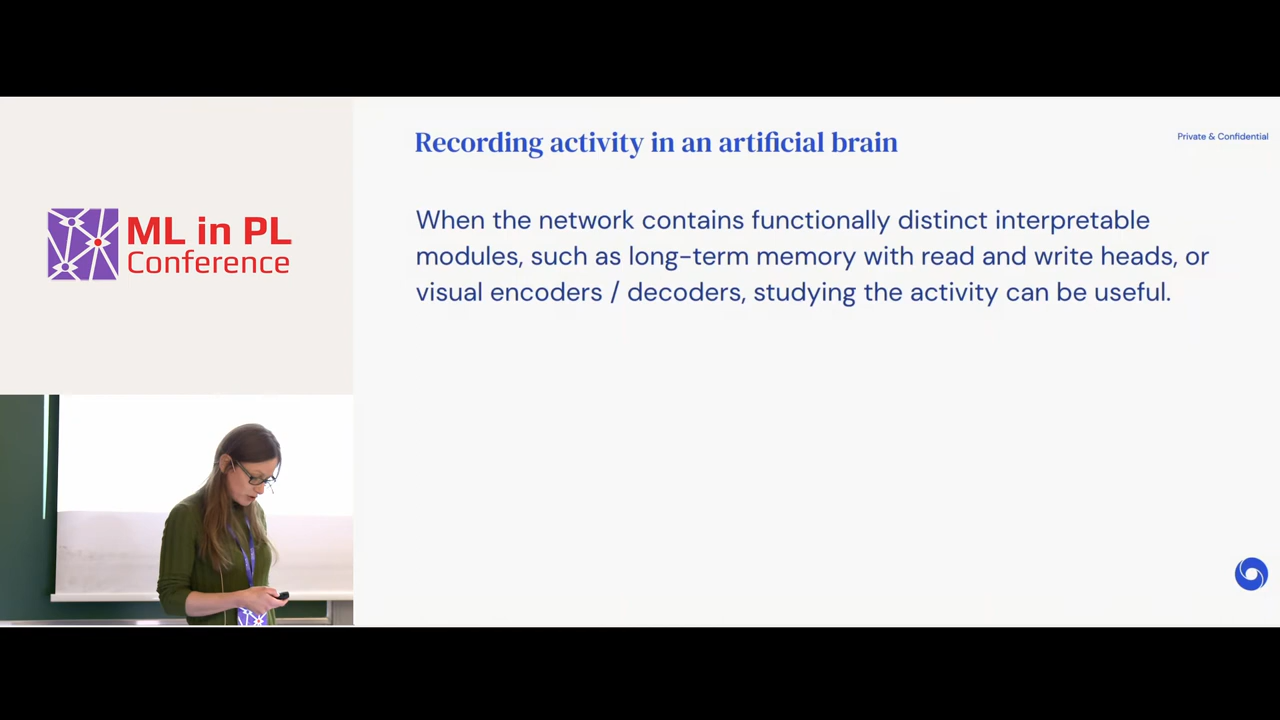 Recording activity in an artificial brain
Private & Confidential
When the network contains functionally distinct interpretable
modules, such as long-term memory with read and write heads, or
visual encoders / decoders, studying the activity can be useful.
ML in PL
Conference